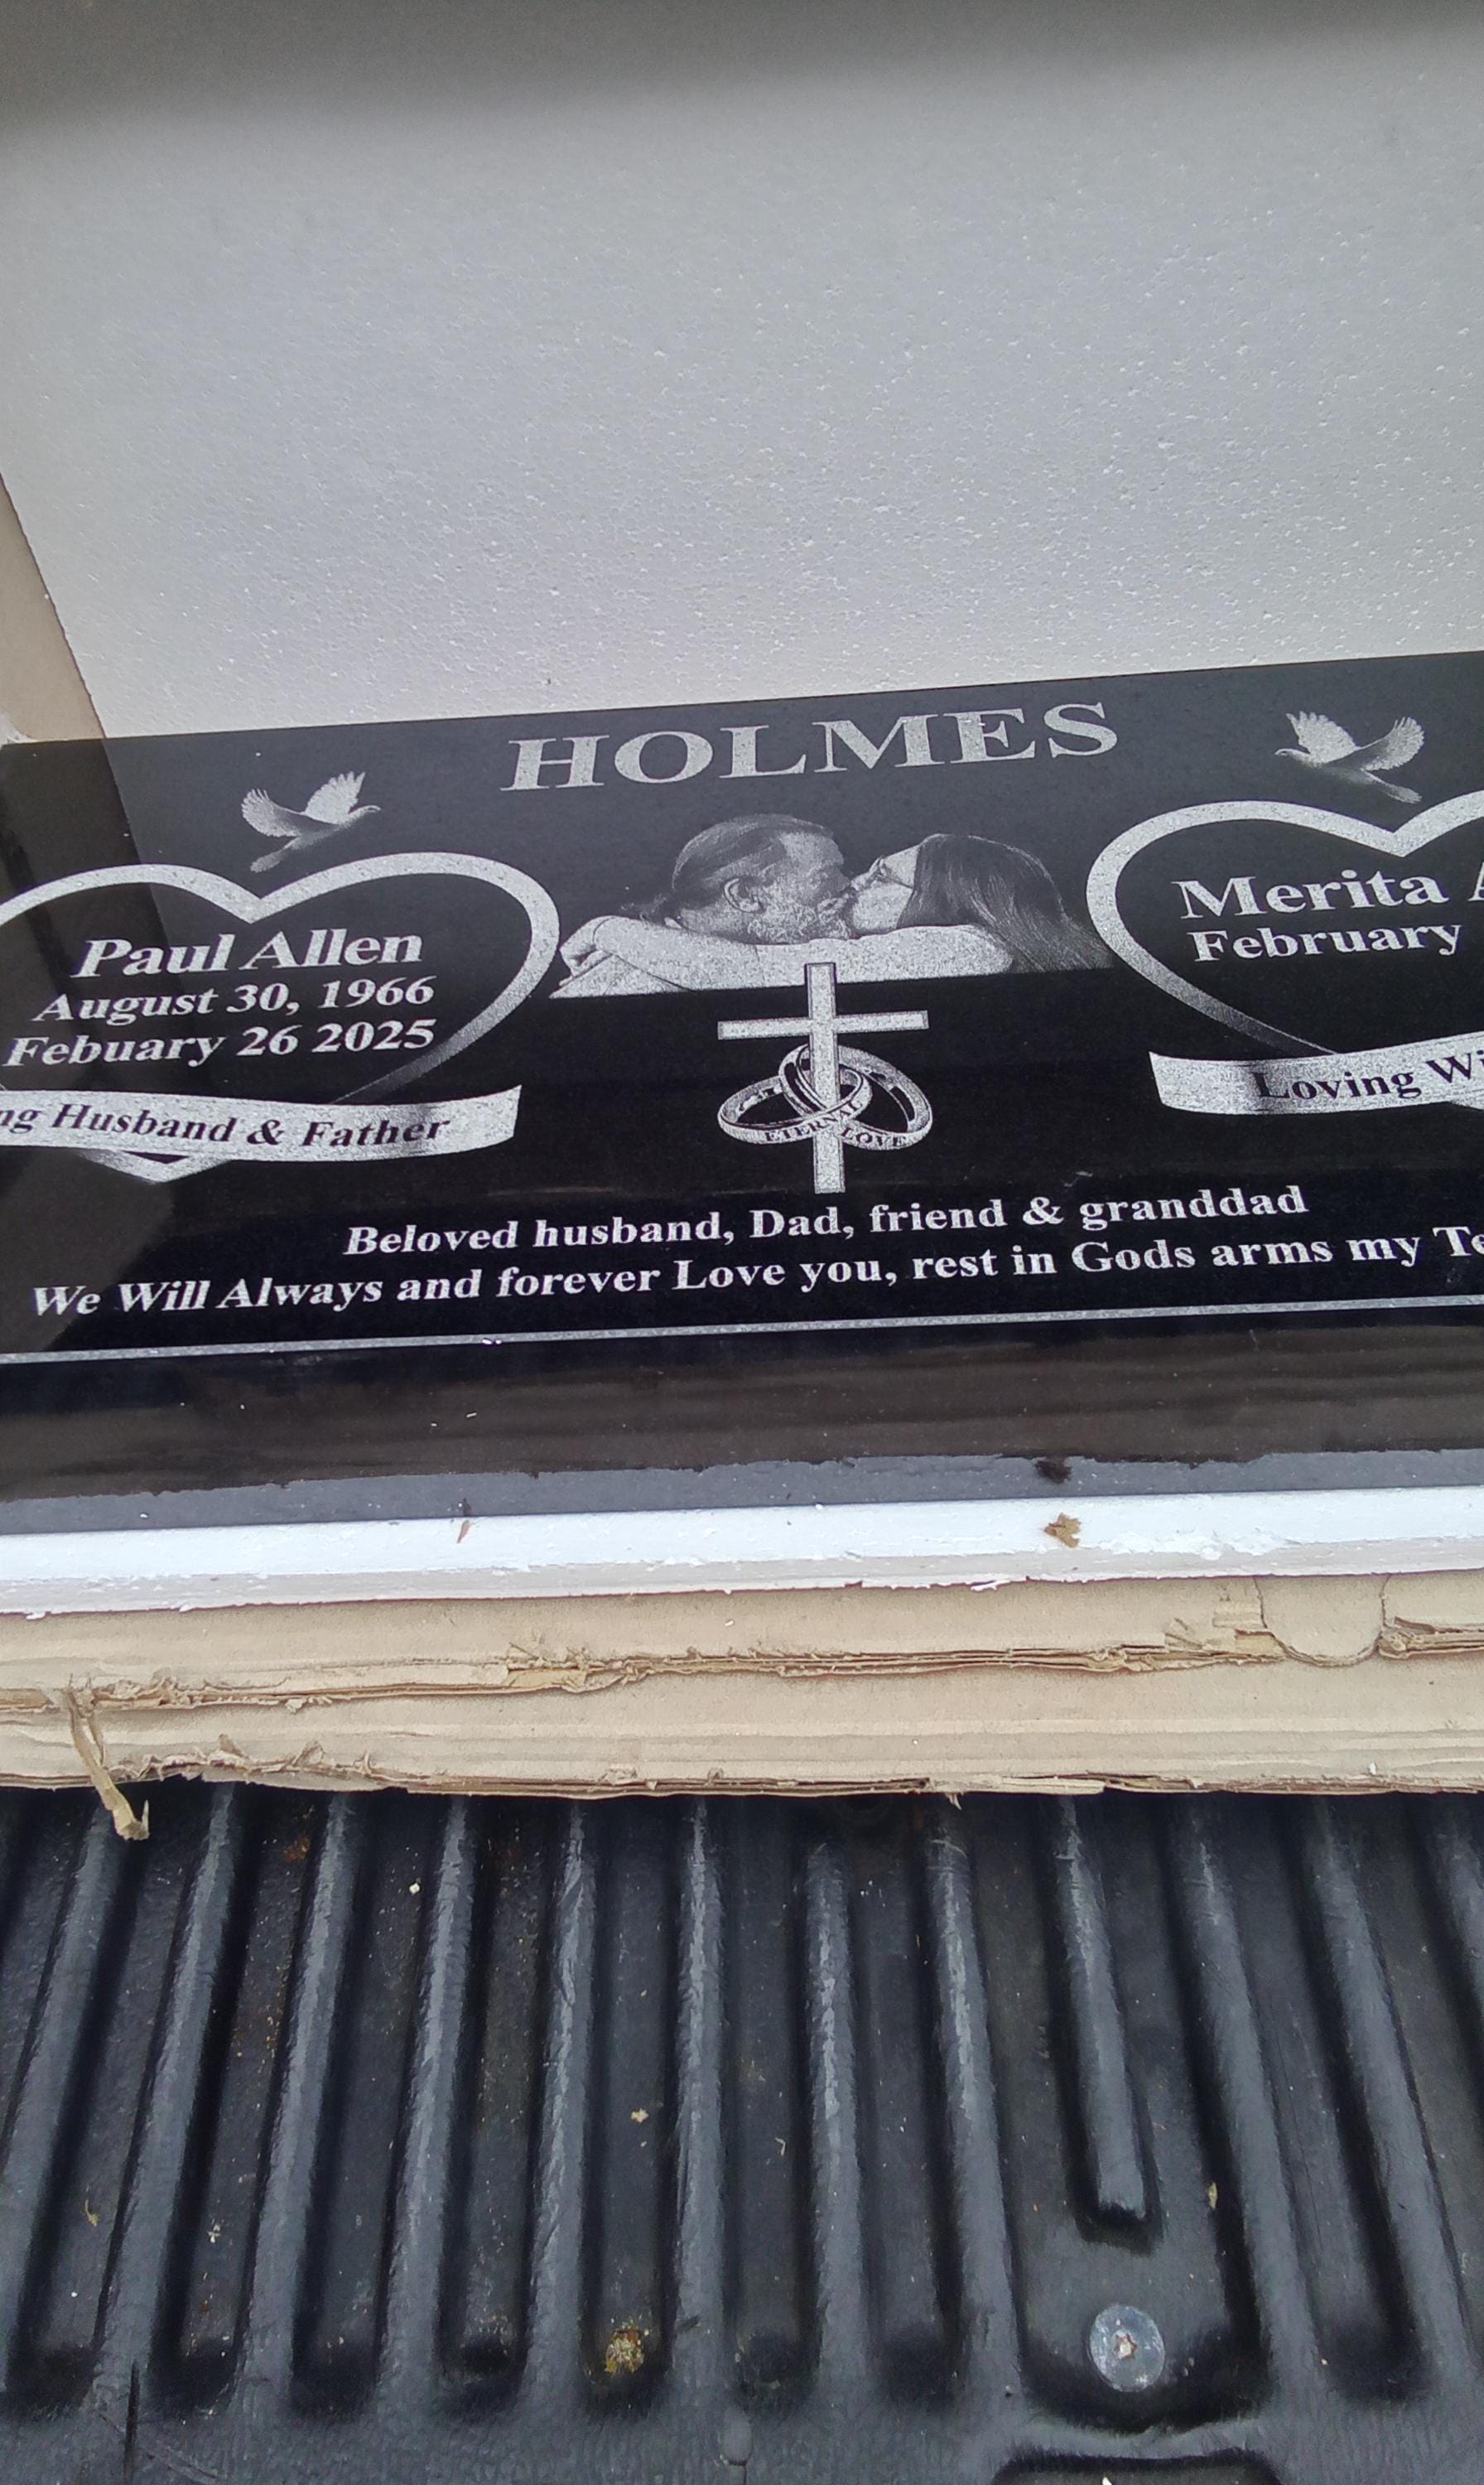 HOLMES
Paul Allen
August 30, 1966
Febuary 26 2025
Husband & Father
Merita
February
Loving
ETERNAL LOVE
Beloved husband, Dad, friend & granddad
We Will Always and forever Love you, rest in Gods arms my